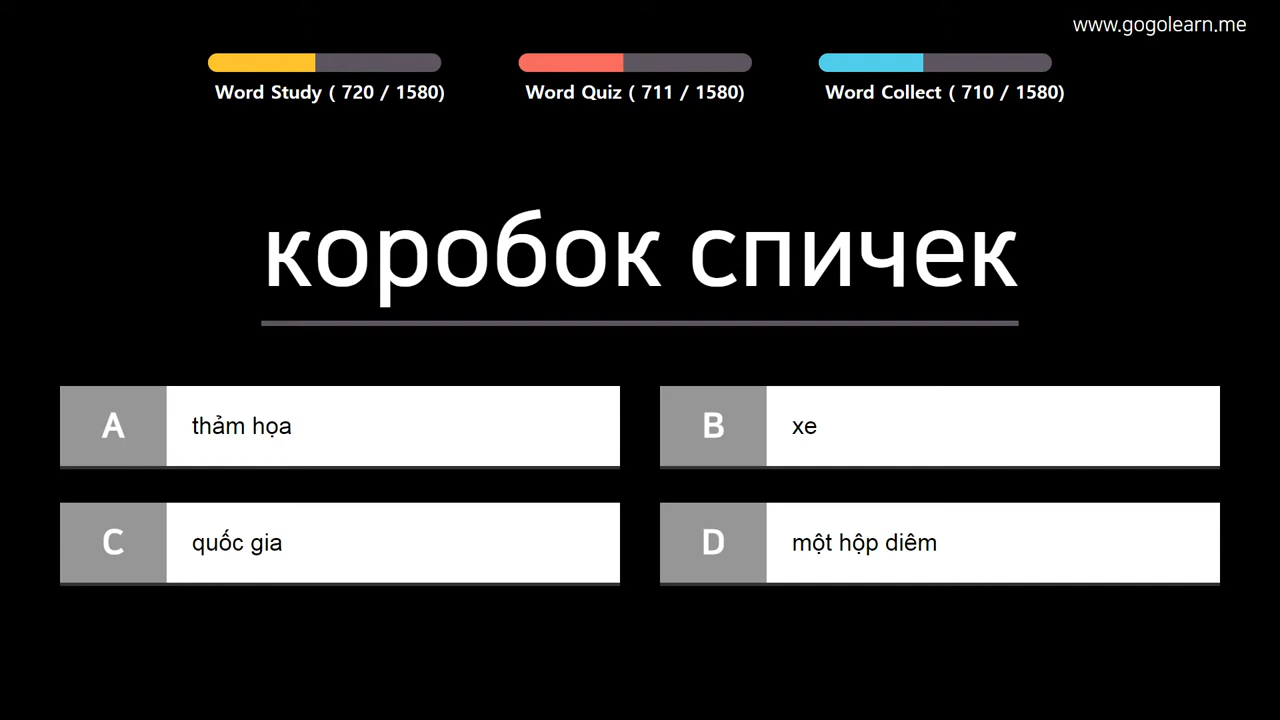 www.gogolearn.me
Word Study ( 720 / 1580)
Word Quiz ( 711 / 1580)
Word Collect ( 710 / 1580)
коробок спичек
A
thảm họa
B
xe
C
quốc gia
D
một hộp diêm